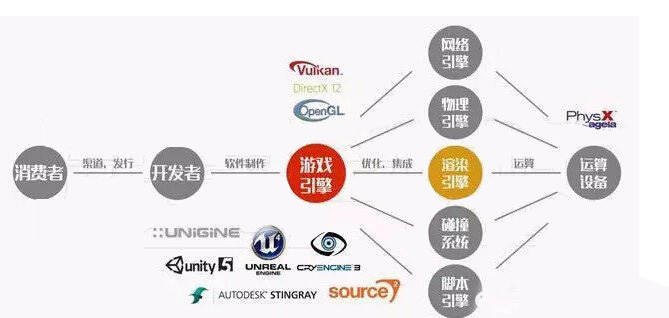 网络
引擎
Vulkan
DirectX 12
OpenGL
物理
引擎
PhysX
ageia
消费者
渠道、发行
开发者
软件制作
游戏
引擎
优化、集成
渲染
引擎
运算
运算
设备
UNIGINE
UNREAL
ENGINE
CRYENGINE 3
unity 5
碰撞
系统
AUTODESK STINGRAY
source 2
脚本
引擎